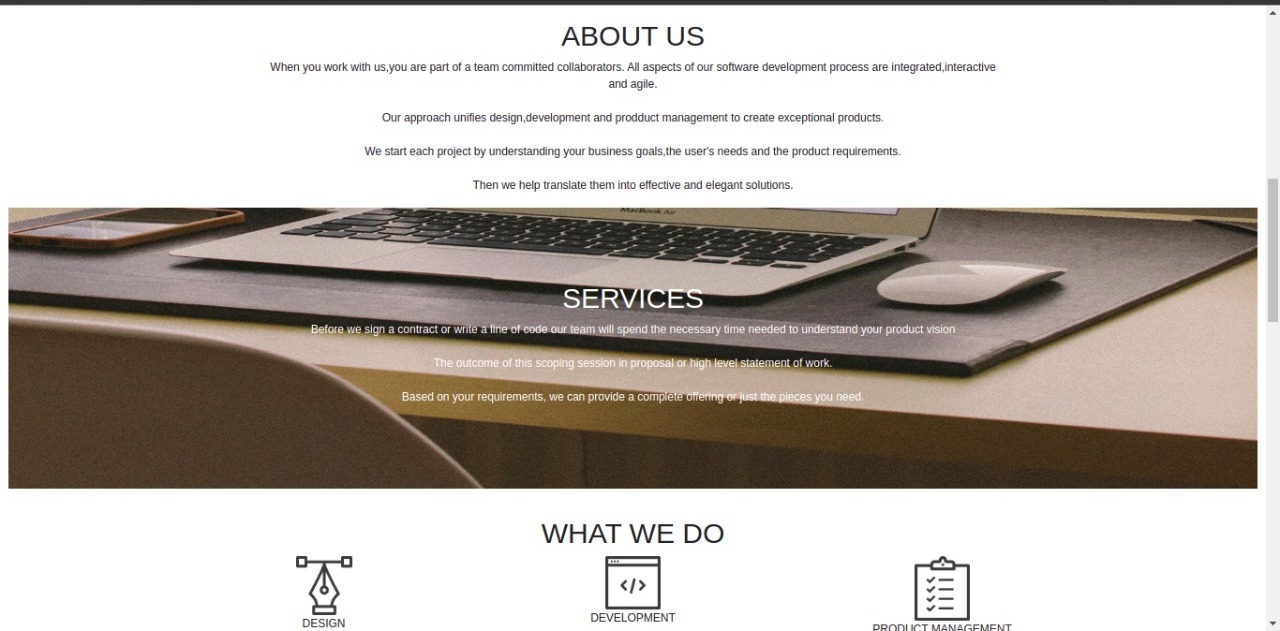 ABOUT US
When you work with us,you are part of a team committed collaborators. All aspects of our software development process are integrated,interactive
and agile.
Our approach unifies design,development and prodduct management to create exceptional products.
We start each project by understanding your business goals,the user's needs and the product requirements.
Then we help translate them into effective and elegant solutions.
MacBook Air
SERVICES
Before we sign a contract or write a line of code our team will spend the necessary time needed to understand your product vision
The outcome of this scoping session in proposal or high level statement of work.
Based on your requirements, we can provide a complete offering or just the pieces you need.
WHAT WE DO
</>
DESIGN
DEVELOPMENT
PRODUCT MANAGEMENT